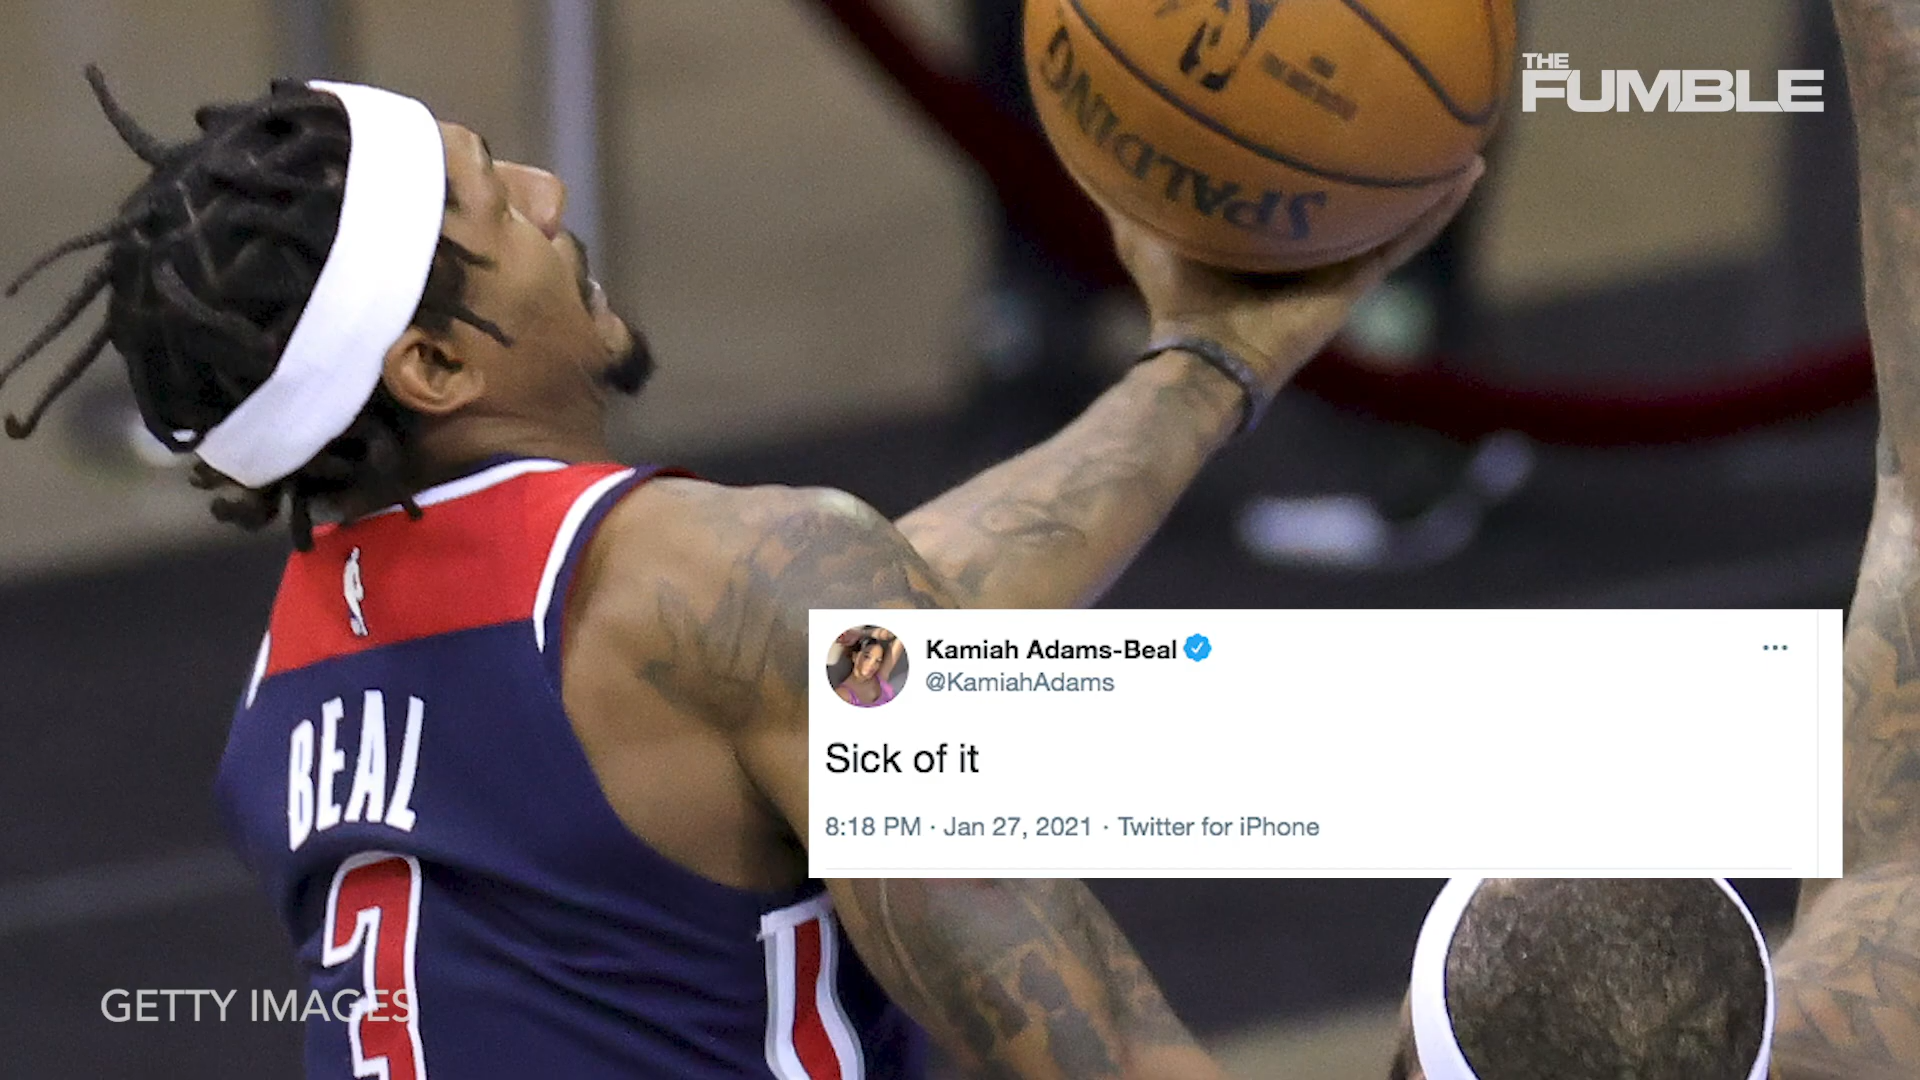 THE
FUMBLE
SPALDING
BEAL
3
Kamiah Adams-Beal
@KamiahAdams
Sick of it
8:18 PM · Jan 27, 2021 · Twitter for iPhone
GETTY IMAGES